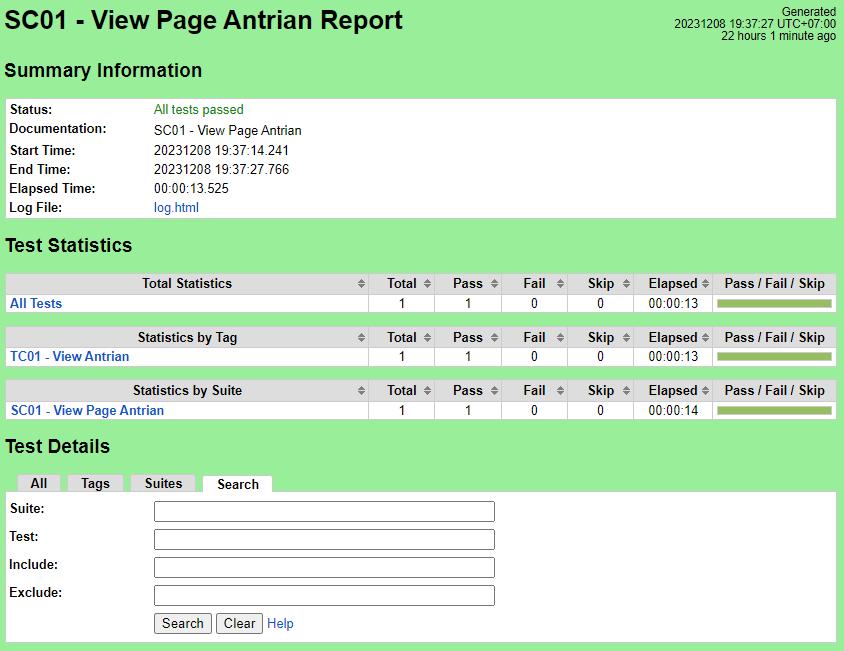 SC01 - View Page Antrian Report
Generated
20231208 19:37:27 UTC+07:00
22 hours 1 minute ago
Summary Information
Status: All tests passed
Documentation: SC01 - View Page Antrian
Start Time: 20231208 19:37:14.241
End Time: 20231208 19:37:27.766
Elapsed Time: 00:00:13.525
Log File: log.html
Test Statistics
Total Statistics Total Pass Fail Skip Elapsed Pass / Fail / Skip
All Tests 1 1 0 0 00:00:13
Statistics by Tag Total Pass Fail Skip Elapsed Pass / Fail / Skip
TC01 - View Antrian 1 1 0 0 00:00:13
Statistics by Suite Total Pass Fail Skip Elapsed Pass / Fail / Skip
SC01 - View Page Antrian 1 1 0 0 00:00:14
Test Details
All Tags Suites Search
Suite:
Test:
Include:
Exclude:
Search Clear Help